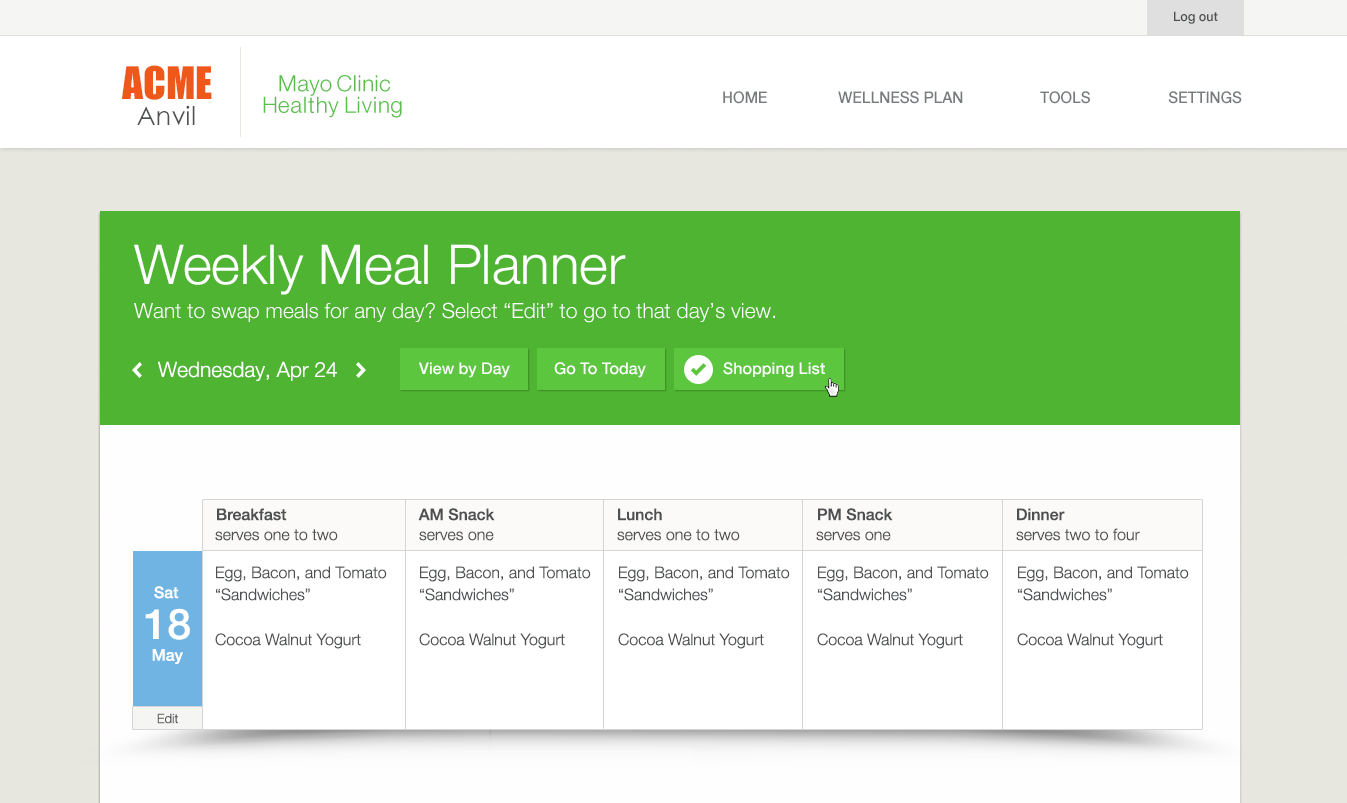 Log out
ACME
Anvil
Mayo Clinic
Healthy Living
HOME
WELLNESS PLAN
TOOLS
SETTINGS
Weekly Meal Planner
Want to swap meals for any day? Select “Edit” to go to that day’s view.
Wednesday, Apr 24
View by Day
Go To Today
Shopping List
Breakfast
serves one to two
AM Snack
serves one
Lunch
serves one to two
PM Snack
serves one
Dinner
serves two to four
Sat
18
May
Edit
Egg, Bacon, and Tomato
“Sandwiches”
Cocoa Walnut Yogurt
Egg, Bacon, and Tomato
“Sandwiches”
Cocoa Walnut Yogurt
Egg, Bacon, and Tomato
“Sandwiches”
Cocoa Walnut Yogurt
Egg, Bacon, and Tomato
“Sandwiches”
Cocoa Walnut Yogurt
Egg, Bacon, and Tomato
“Sandwiches”
Cocoa Walnut Yogurt